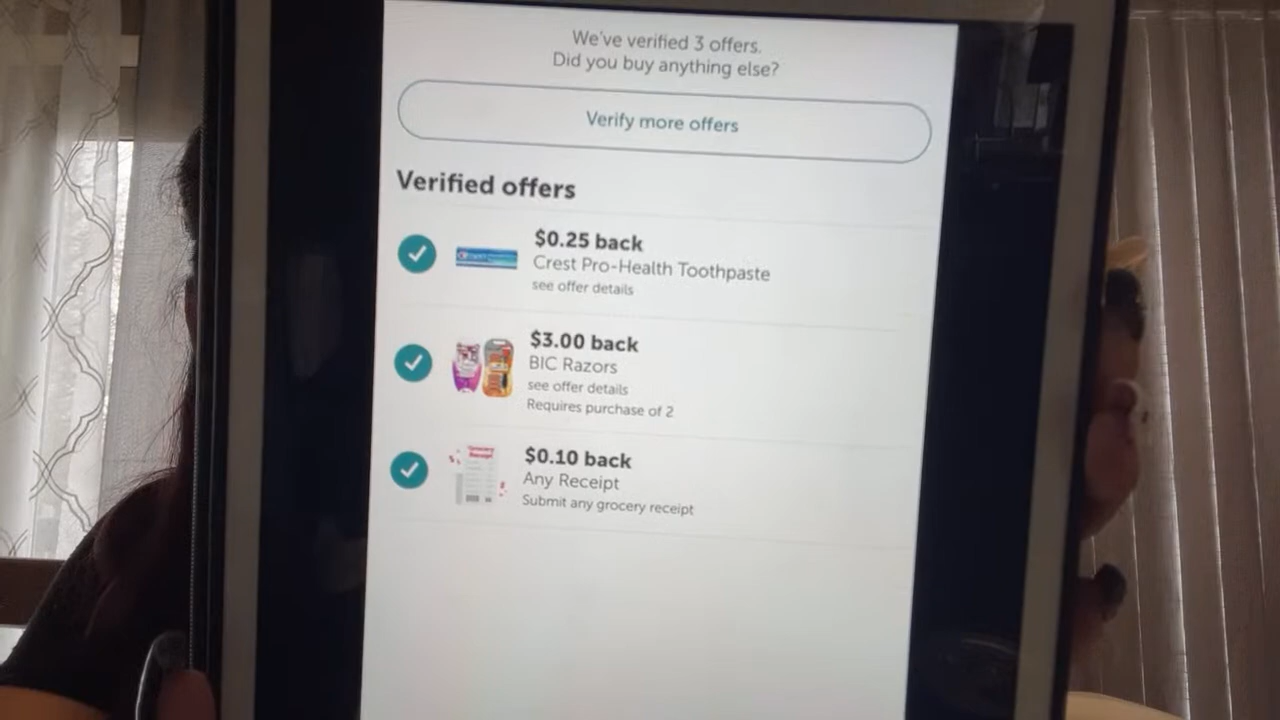 We've verified 3 offers.
Did you buy anything else?
Verify more offers
Verified offers
$0.25 back
Crest Pro-Health Toothpaste
see offer details
$3.00 back
BIC Razors
see offer details
Requires purchase of 2
$0.10 back
Any Receipt
Submit any grocery receipt
Grocery
Receipt